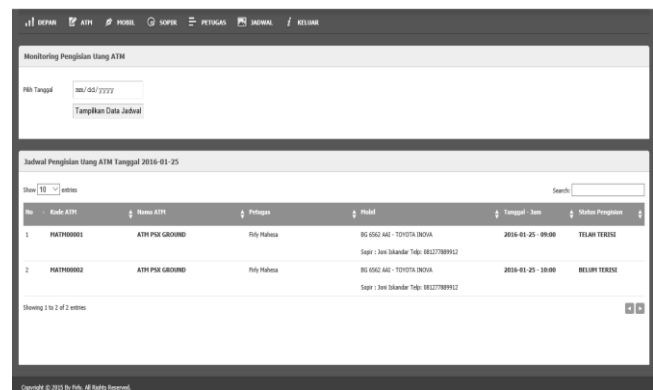 DEPAN ATM MOBIL SOPIR PETUGAS JADWAL KELUAR
Monitoring Pengisian Uang ATM
Pilih Tanggal mm/dd/yyyy
Tampilkan Data Jadwal
Jadwal Pengisian Uang ATM Tanggal 2016-01-25
Show 10 entries Search:
No Kode ATM Nama ATM Petugas Mobil Tanggal - Jam Status Pengisian
1 MATM00001 ATM PSX GROUND Firly Mahesa BG 6562 AAI - TOYOTA INOVA 2016-01-25 - 09:00 TELAH TERISI
Sopir : Joni Iskandar Telp: 081277889912
2 MATM00002 ATM PSX GROUND Firly Mahesa BG 6562 AAI - TOYOTA INOVA 2016-01-25 - 10:00 BELUM TERISI
Sopir : Joni Iskandar Telp: 081277889912
Showing 1 to 2 of 2 entries
Copyright © 2015 By Firly. All Rights Reserved.